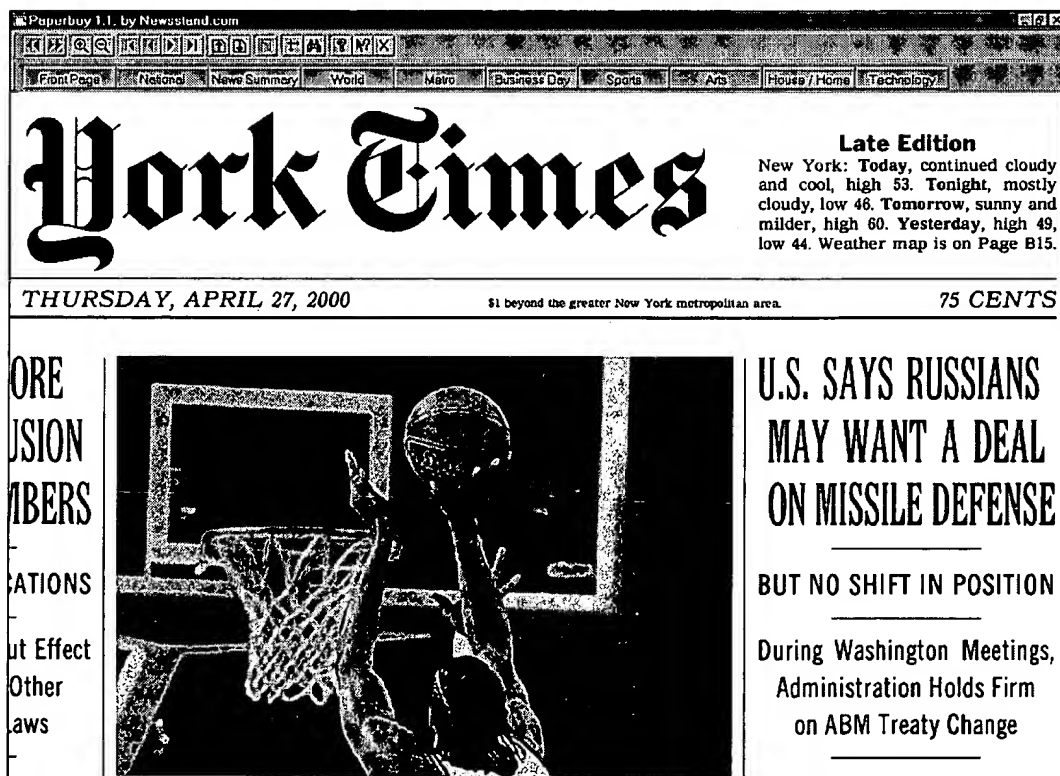 Paperbuy 1.1. by Newsstand.com
Front Page National News Summary World Metro Business Day Sports Arts House / Home Technology
York Times
Late Edition
New York: Today, continued cloudy
and cool, high 53. Tonight, mostly
cloudy, low 46. Tomorrow, sunny and
milder, high 60. Yesterday, high 49,
low 44. Weather map is on Page B15.
THURSDAY, APRIL 27, 2000 $1 beyond the greater New York metropolitan area. 75 CENTS
ORE
USION
MBERS
CATIONS
ut Effect
Other
Laws
U.S. SAYS RUSSIANS
MAY WANT A DEAL
ON MISSILE DEFENSE
BUT NO SHIFT IN POSITION
During Washington Meetings,
Administration Holds Firm
on ABM Treaty Change